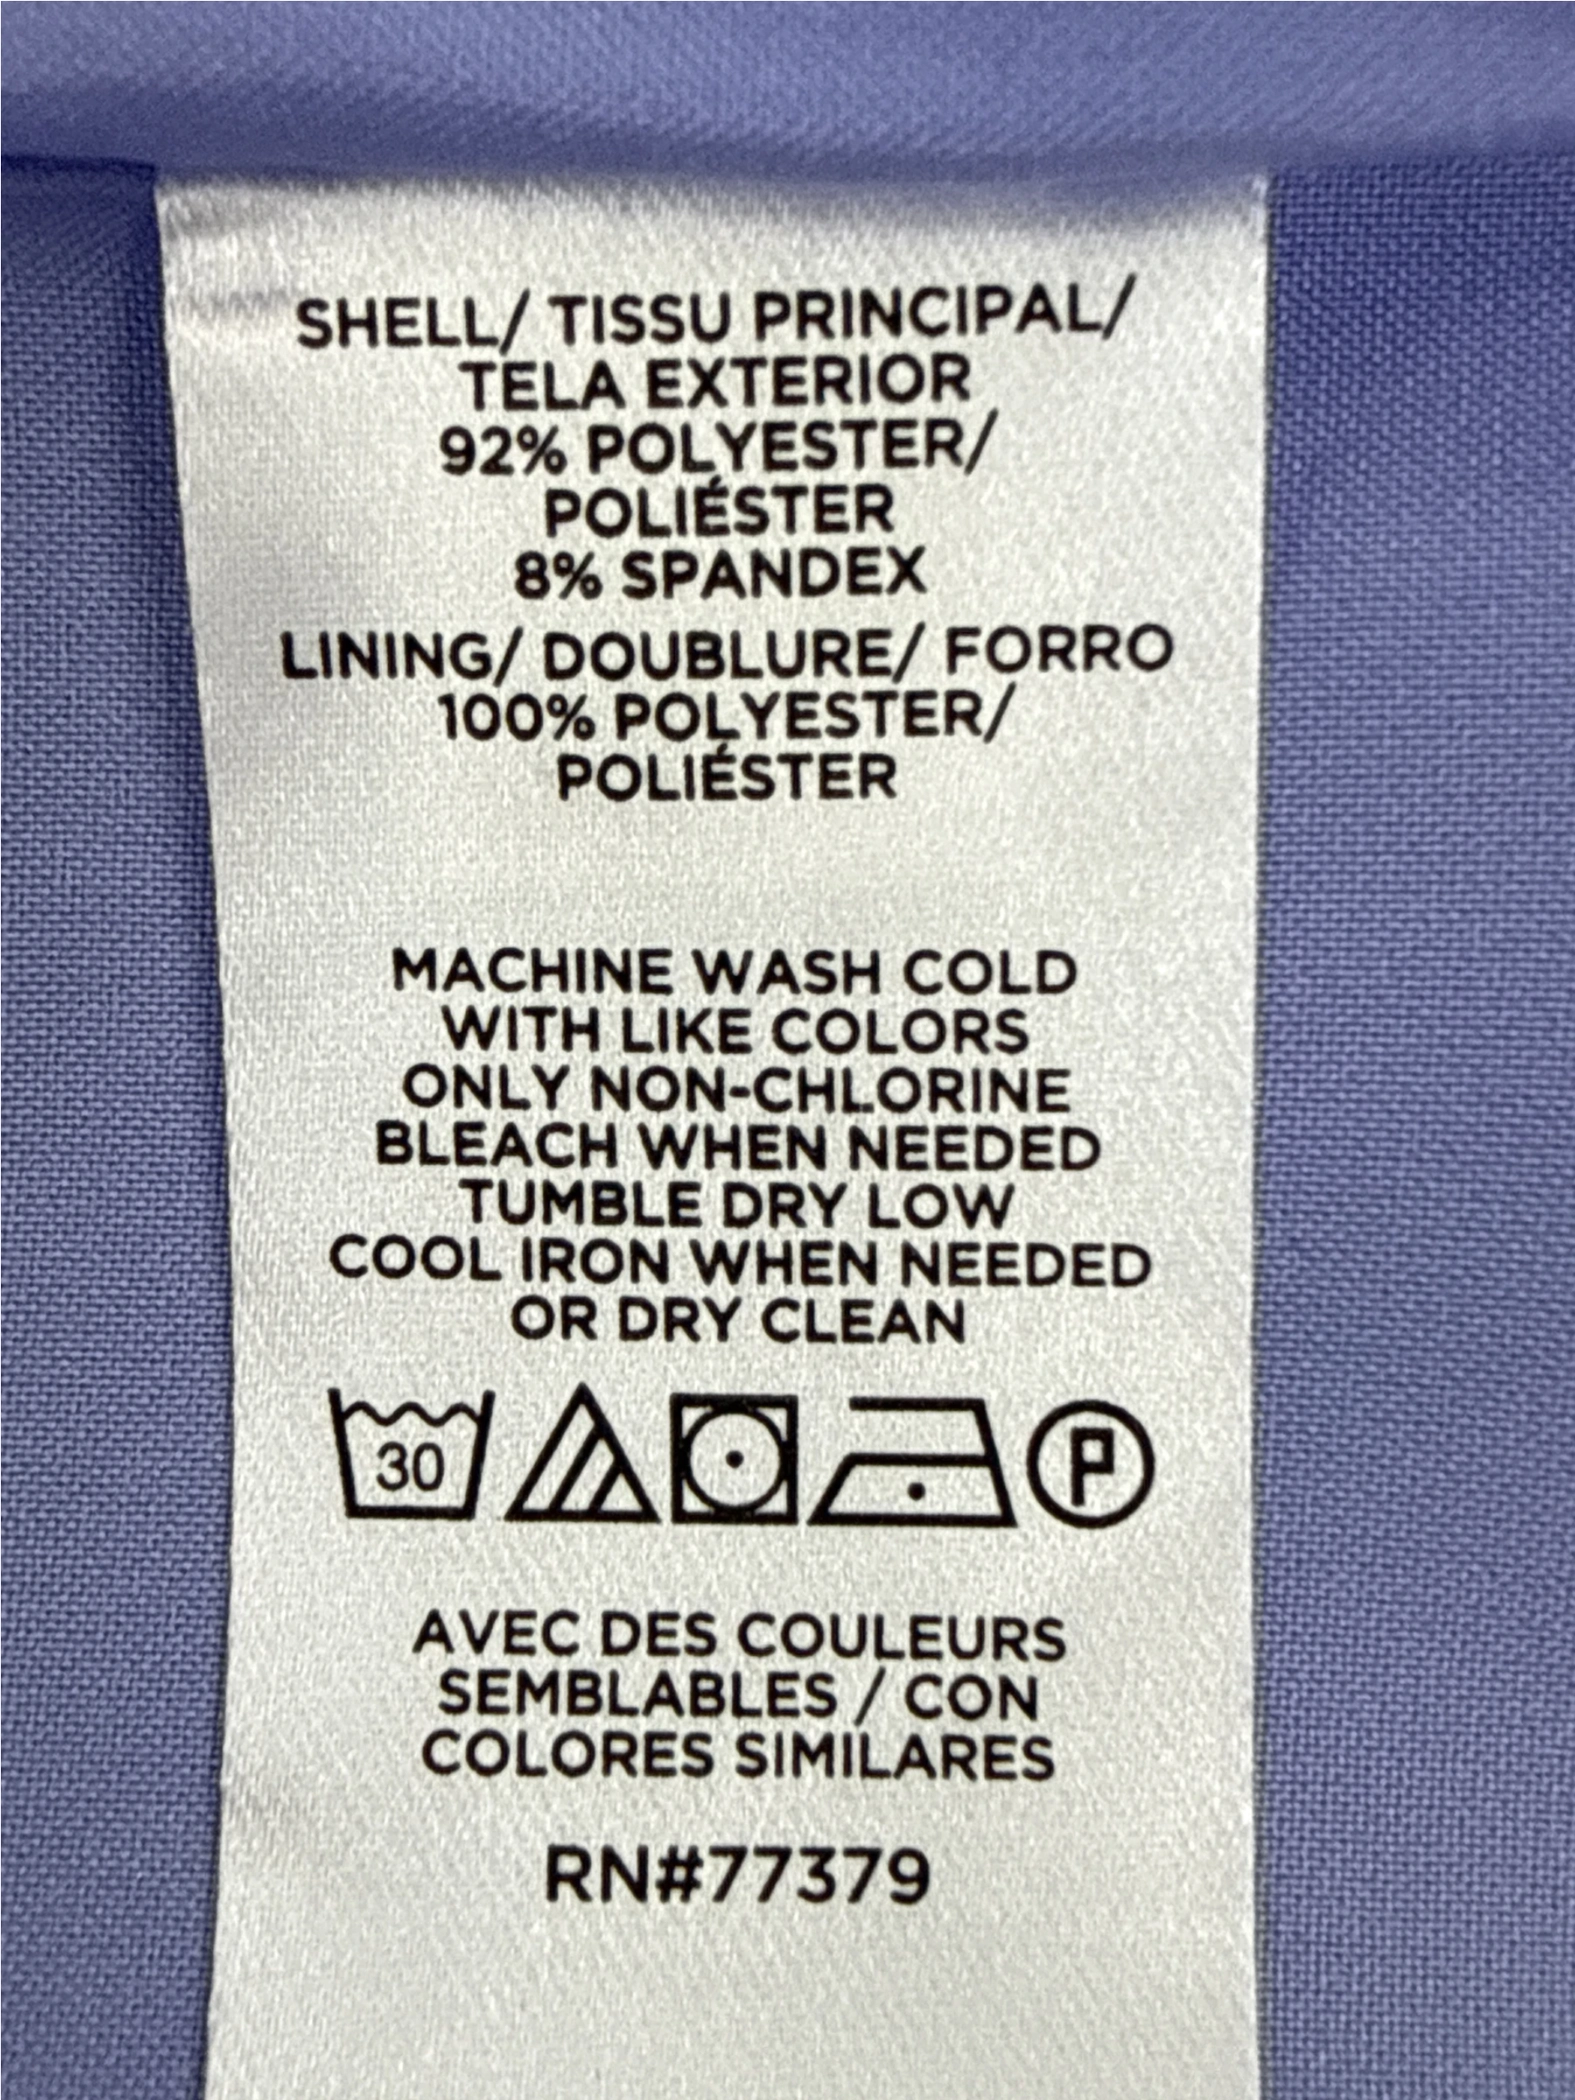 SHELL/ TISSU PRINCIPAL/
TELA EXTERIOR
92% POLYESTER/
POLIÉSTER
8% SPANDEX
LINING/ DOUBLURE/ FORRO
100% POLYESTER/
POLIÉSTER
MACHINE WASH COLD
WITH LIKE COLORS
ONLY NON-CHLORINE
BLEACH WHEN NEEDED
TUMBLE DRY LOW
COOL IRON WHEN NEEDED
OR DRY CLEAN
30 P
AVEC DES COULEURS
SEMBLABLES / CON
COLORES SIMILARES
RN#77379